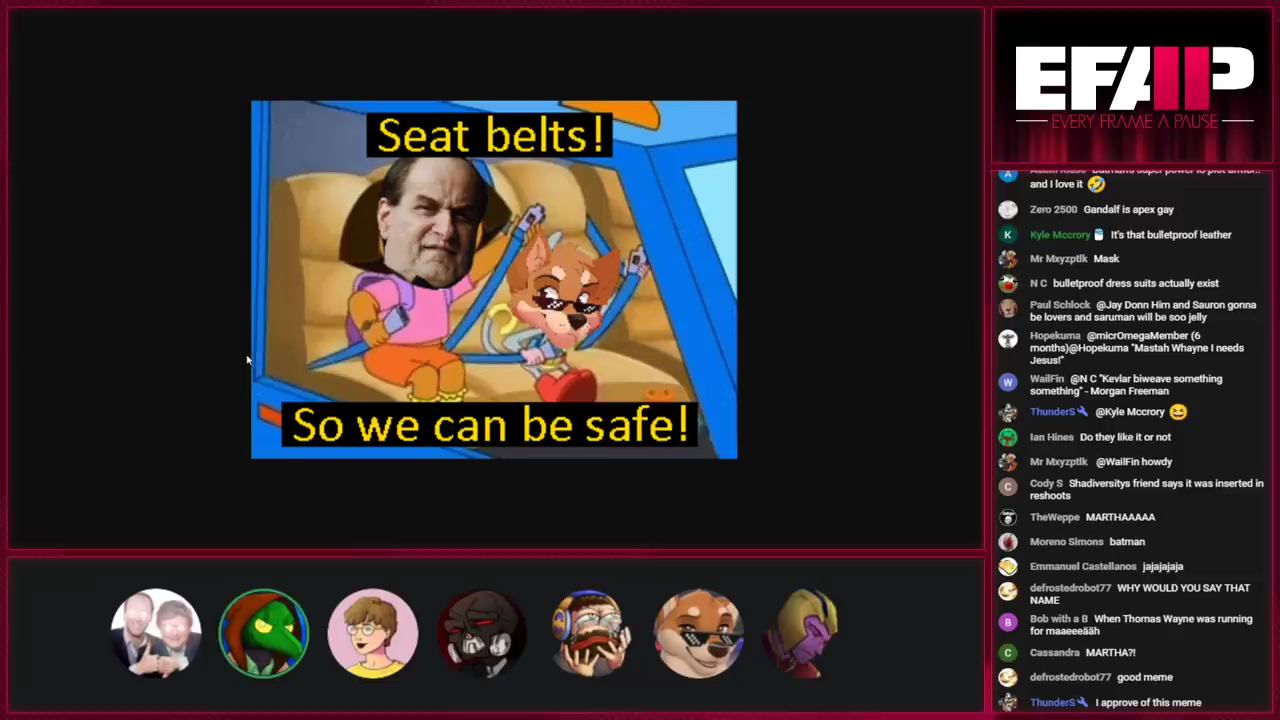 Seat belts!
So we can be safe!
EFAP
EVERY FRAME A PAUSE
and I love it 🤣
Zero 2500 Gandalf is apex gay
Kyle Mccrory 🥛 It's that bulletproof leather
Mr Mxyzptlk Mask
N C bulletproof dress suits actually exist
Paul Schlock @Jay Donn Him and Sauron gonna
be lovers and saruman will be soo jelly
Hopekuma @micrOmegaMember (6
months)@Hopekuma "Mastah Whayne I needs
Jesus!"
WailFin @N C "Kevlar biweave something
something" - Morgan Freeman
ThunderS🔧 @Kyle Mccrory 😆
Ian Hines Do they like it or not
Mr Mxyzptlk @WailFin howdy
Cody S Shadiversitys friend says it was inserted in
reshoots
TheWeppe MARTHAAAAA
Moreno Simons batman
Emmanuel Castellanos jajajajaja
defrostedrobot77 WHY WOULD YOU SAY THAT
NAME
Bob with a B When Thomas Wayne was running
for maaeeeääh
Cassandra MARTHA?!
defrostedrobot77 good meme
ThunderS🔧 I approve of this meme